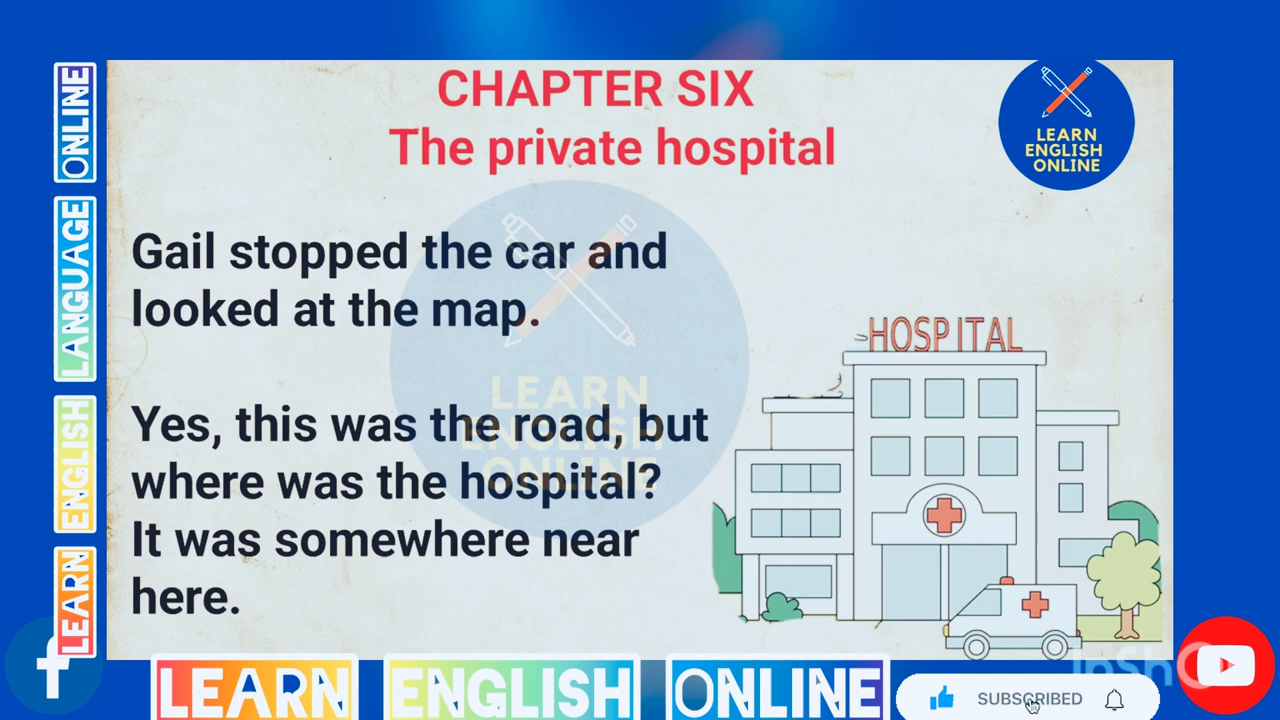 CHAPTER SIX
The private hospital
LEARN
ENGLISH
ONLINE
Gail stopped the car and
looked at the map.
Yes, this was the road, but
where was the hospital?
It was somewhere near
here.
LEARN
ENGLISH
ONLINE
HOSPITAL
LEARN ENGLISH LANGUAGE ONLINE
LEARN ENGLISH ONLINE
SUBSCRIBED